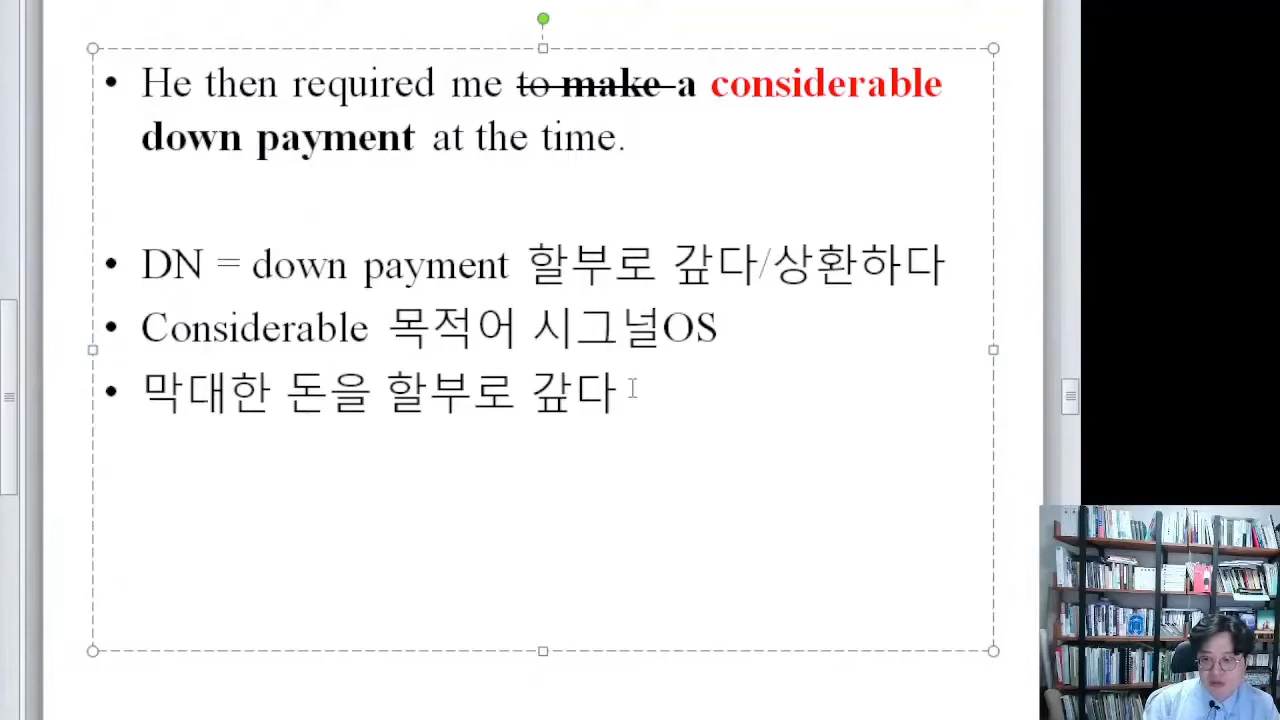 • He then required me to make a considerable
down payment at the time.
• DN = down payment 할부로 갚다/상환하다
• Considerable 목적어 시그널OS
• 막대한 돈을 할부로 갚다